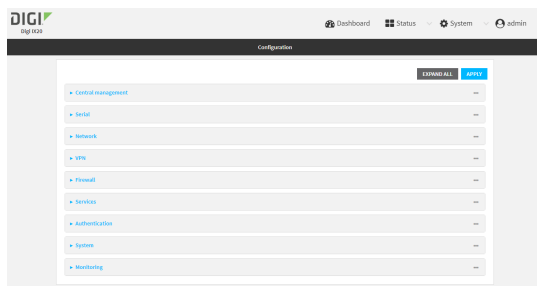 DIGI
Digi IX20
Dashboard Status System admin
Configuration
EXPAND ALL APPLY
Central management
Serial
Network
VPN
Firewall
Services
Authentication
System
Monitoring